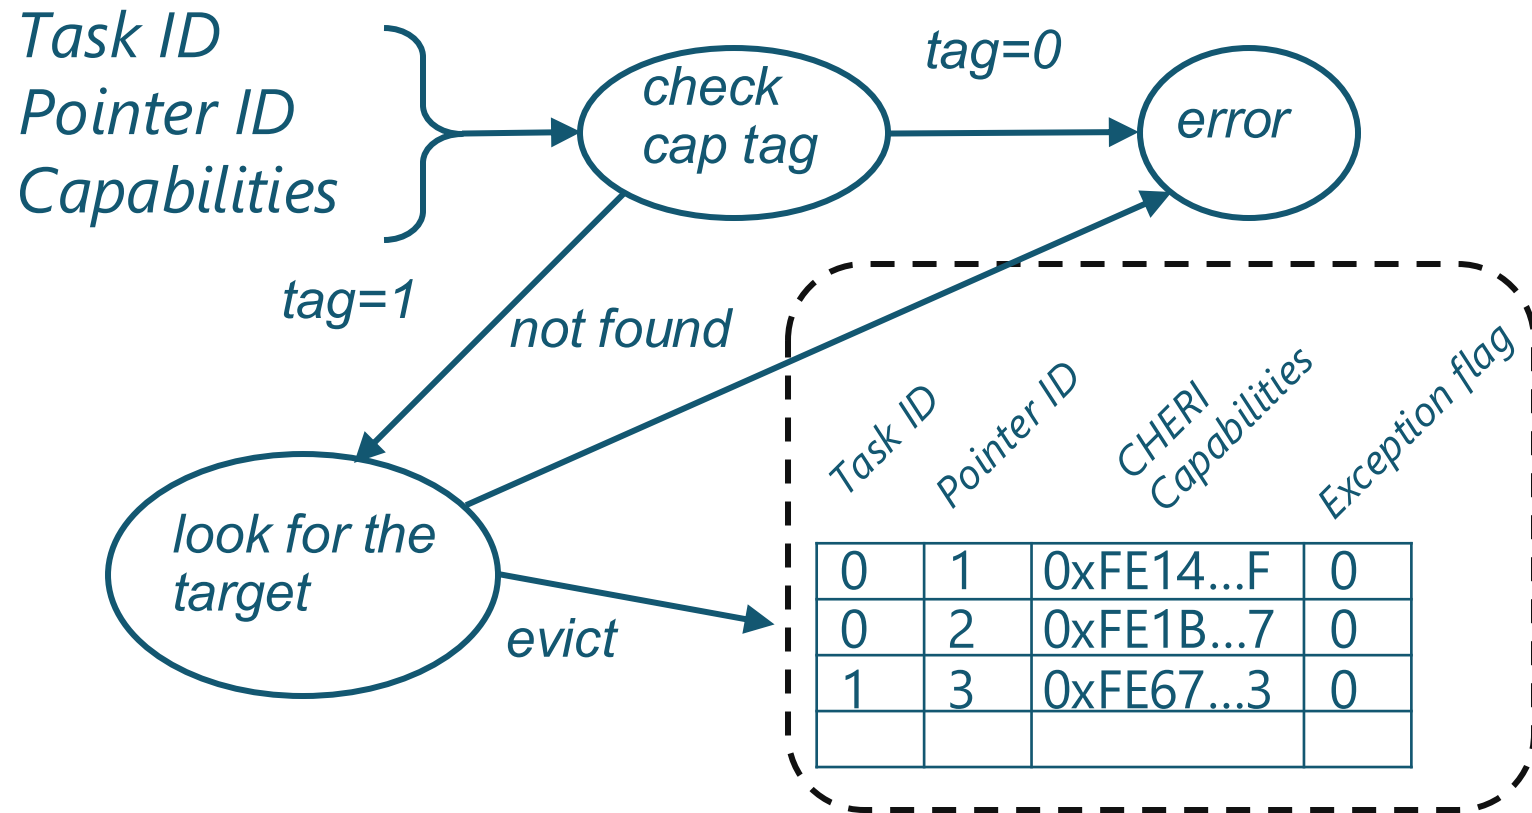 Task ID
Pointer ID
Capabilities
check
cap tag
tag=0
error
tag=1
not found
look for the
target
evict
Task ID
Pointer ID
CHERI
Capabilities
Exception flag
0 1 0xFE14...F 0
0 2 0xFE1B...7 0
1 3 0xFE67...3 0